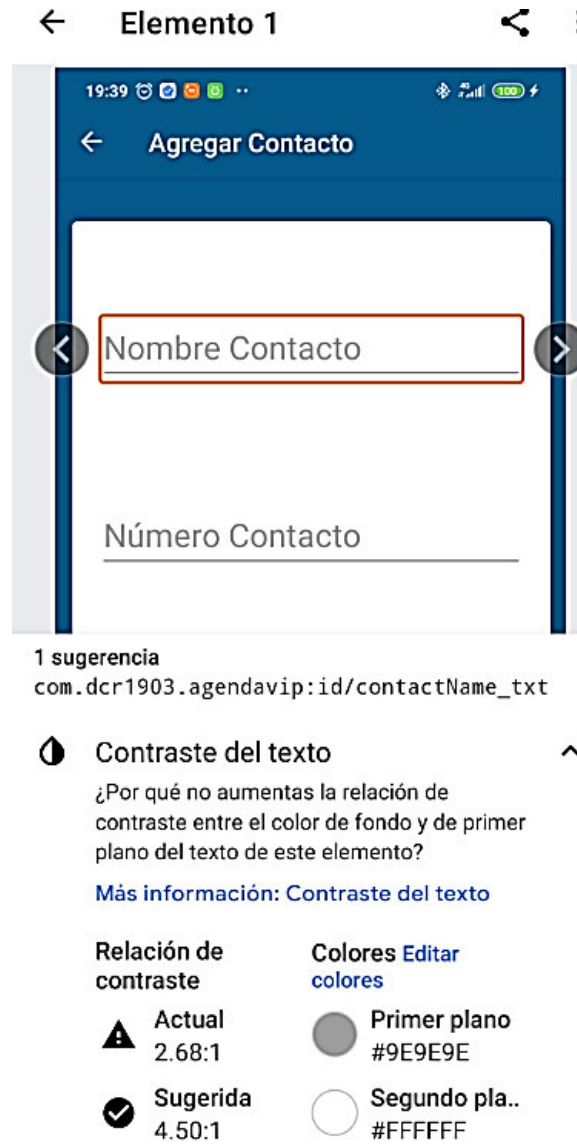 Elemento 1
19:39
4G
100
Agregar Contacto
Nombre Contacto
Número Contacto
1 sugerencia
com.dcr1903.agendavip:id/contactName_txt
Contraste del texto
¿Por qué no aumentas la relación de
contraste entre el color de fondo y de primer
plano del texto de este elemento?
Más información: Contraste del texto
Relación de
contraste
Colores Editar
colores
Actual
2.68:1
Primer plano
#9E9E9E
Sugerida
4.50:1
Segundo pla..
#FFFFFF